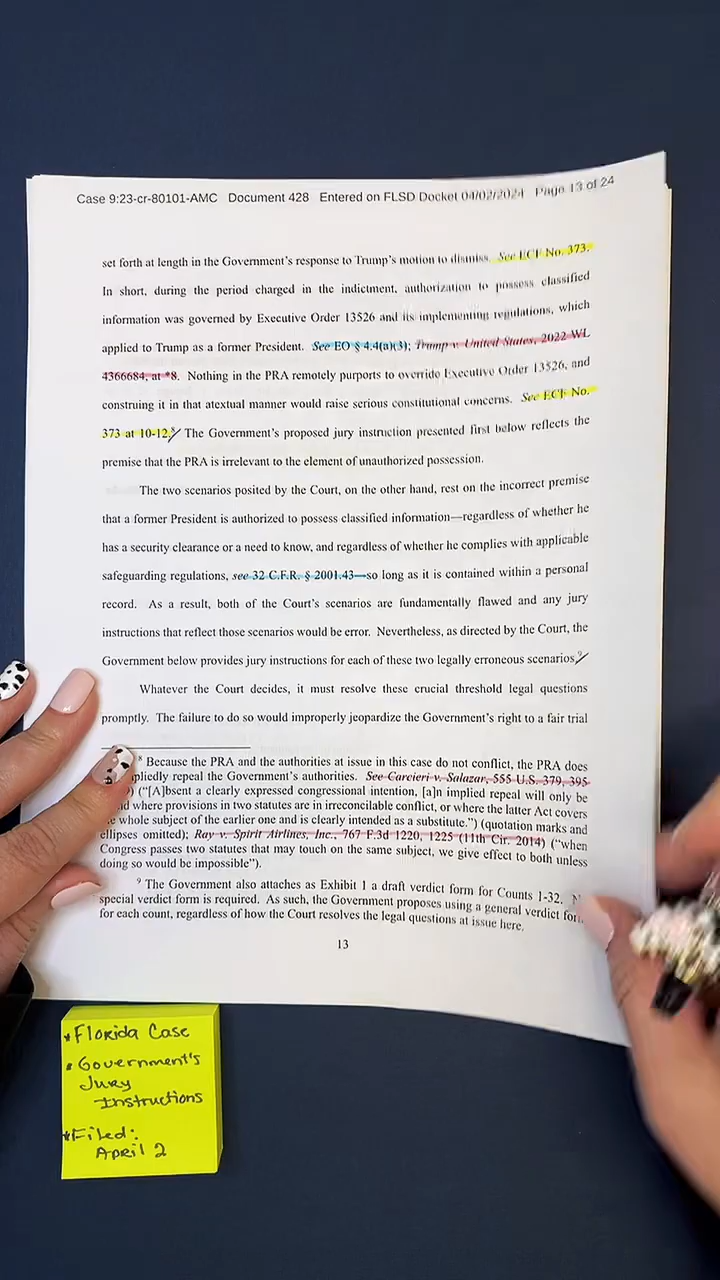 Case 9:23-cr-80101-AMC Document 428 Entered on FLSD Docket 04/02/2024 Page 13 of 24
set forth at length in the Government's response to Trump's motion to dismiss. See ECF No. 373.
In short, during the period charged in the indictment, authorization to possess classified
information was governed by Executive Order 13526 and its implementing regulations, which
applied to Trump as a former President. See EO § 4.4(a)(3); Trump v. United States, 2022 WL
4366684, at *8. Nothing in the PRA remotely purports to override Executive Order 13526, and
construing it in that atextual manner would raise serious constitutional concerns. See ECF No.
373 at 10-12.⁸ The Government's proposed jury instruction presented first below reflects the
premise that the PRA is irrelevant to the element of unauthorized possession.
The two scenarios posited by the Court, on the other hand, rest on the incorrect premise
that a former President is authorized to possess classified information—regardless of whether he
has a security clearance or a need to know, and regardless of whether he complies with applicable
safeguarding regulations, see 32 C.F.R. § 2001.43—so long as it is contained within a personal
record. As a result, both of the Court's scenarios are fundamentally flawed and any jury
instructions that reflect those scenarios would be error. Nevertheless, as directed by the Court, the
Government below provides jury instructions for each of these two legally erroneous scenarios.⁹
Whatever the Court decides, it must resolve these crucial threshold legal questions
promptly. The failure to do so would improperly jeopardize the Government's right to a fair trial
⁸ Because the PRA and the authorities at issue in this case do not conflict, the PRA does
pliedly repeal the Government's authorities. See Carcieri v. Salazar, 555 U.S. 379, 395
) ("[A]bsent a clearly expressed congressional intention, [a]n implied repeal will only be
d where provisions in two statutes are in irreconcilable conflict, or where the latter Act covers
e whole subject of the earlier one and is clearly intended as a substitute.") (quotation marks and
ellipses omitted); Ray v. Spirit Airlines, Inc., 767 F.3d 1220, 1225 (11th Cir. 2014) ("when
Congress passes two statutes that may touch on the same subject, we give effect to both unless
doing so would be impossible").
⁹ The Government also attaches as Exhibit 1 a draft verdict form for Counts 1-32. N
special verdict form is required. As such, the Government proposes using a general verdict for
for each count, regardless of how the Court resolves the legal questions at issue here.
13
* Florida Case
* Government's
Jury
Instructions
* Filed:
April 2